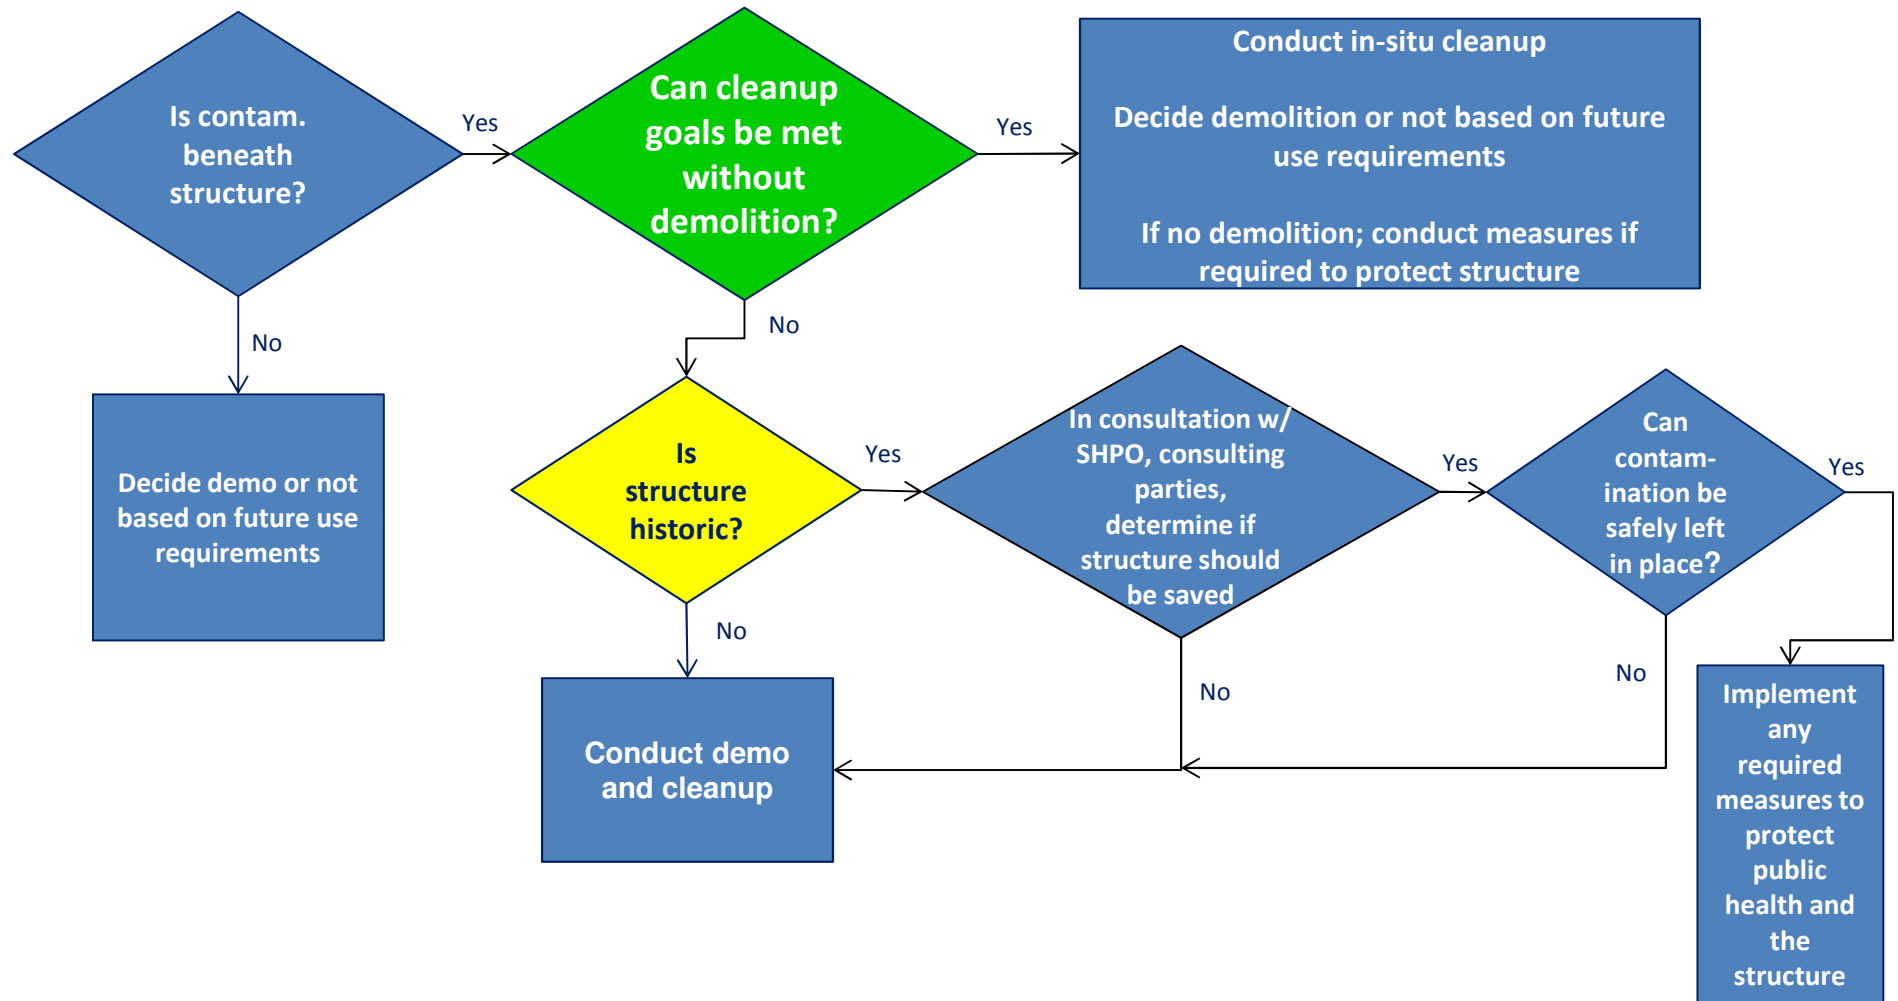 Is contam.
beneath
structure?
Yes
Can cleanup
goals be met
without
demolition?
Yes
Conduct in-situ cleanup
Decide demolition or not based on future
use requirements
If no demolition; conduct measures if
required to protect structure
No
Decide demo or not
based on future use
requirements
No
Is
structure
historic?
Yes
In consultation w/
SHPO, consulting
parties,
determine if
structure should
be saved
Yes
Can
contam-
ination be
safely left
in place?
Yes
No
Conduct demo
and cleanup
No
No
Implement
any
required
measures to
protect
public
health and
the
structure